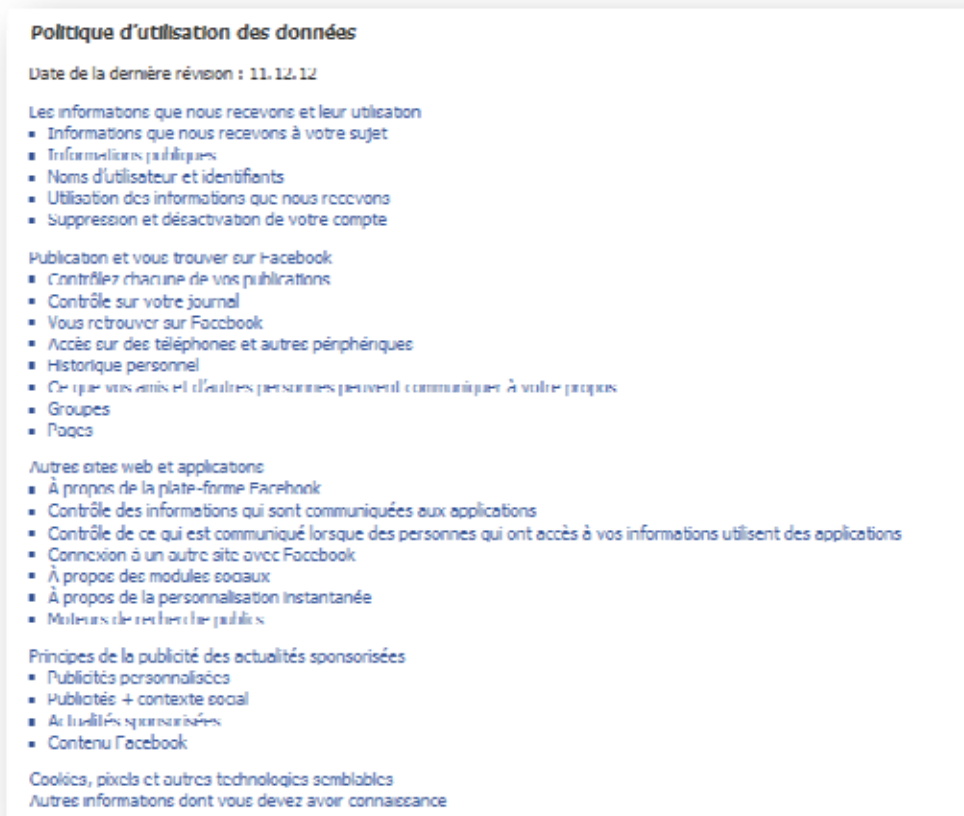 Politique d'utilisation des données
Date de la dernière révision : 11.12.12
Les informations que nous recevons et leur utilisation
▪ Informations que nous recevons à votre sujet
▪ Informations publiques
▪ Noms d'utilisateur et identifiants
▪ Utilisation des informations que nous recevons
▪ Suppression et désactivation de votre compte
Publication et vous trouver sur Facebook
▪ Contrôlez chacune de vos publications
▪ Contrôle sur votre journal
▪ Vous retrouver sur Facebook
▪ Accès sur des téléphones et autres périphériques
▪ Historique personnel
▪ Ce que vos amis et d'autres personnes peuvent communiquer à votre propos
▪ Groupes
▪ Pages
Autres sites web et applications
▪ À propos de la plate-forme Facebook
▪ Contrôle des informations qui sont communiquées aux applications
▪ Contrôle de ce qui est communiqué lorsque des personnes qui ont accès à vos informations utilisent des applications
▪ Connexion à un autre site avec Facebook
▪ À propos des modules sociaux
▪ À propos de la personnalisation instantanée
▪ Moteurs de recherche publics
Principes de la publicité des actualités sponsorisées
▪ Publicités personnalisées
▪ Publicités + contexte social
▪ Actualités sponsorisées
▪ Contenu Facebook
Cookies, pixels et autres technologies semblables
Autres informations dont vous devez avoir connaissance